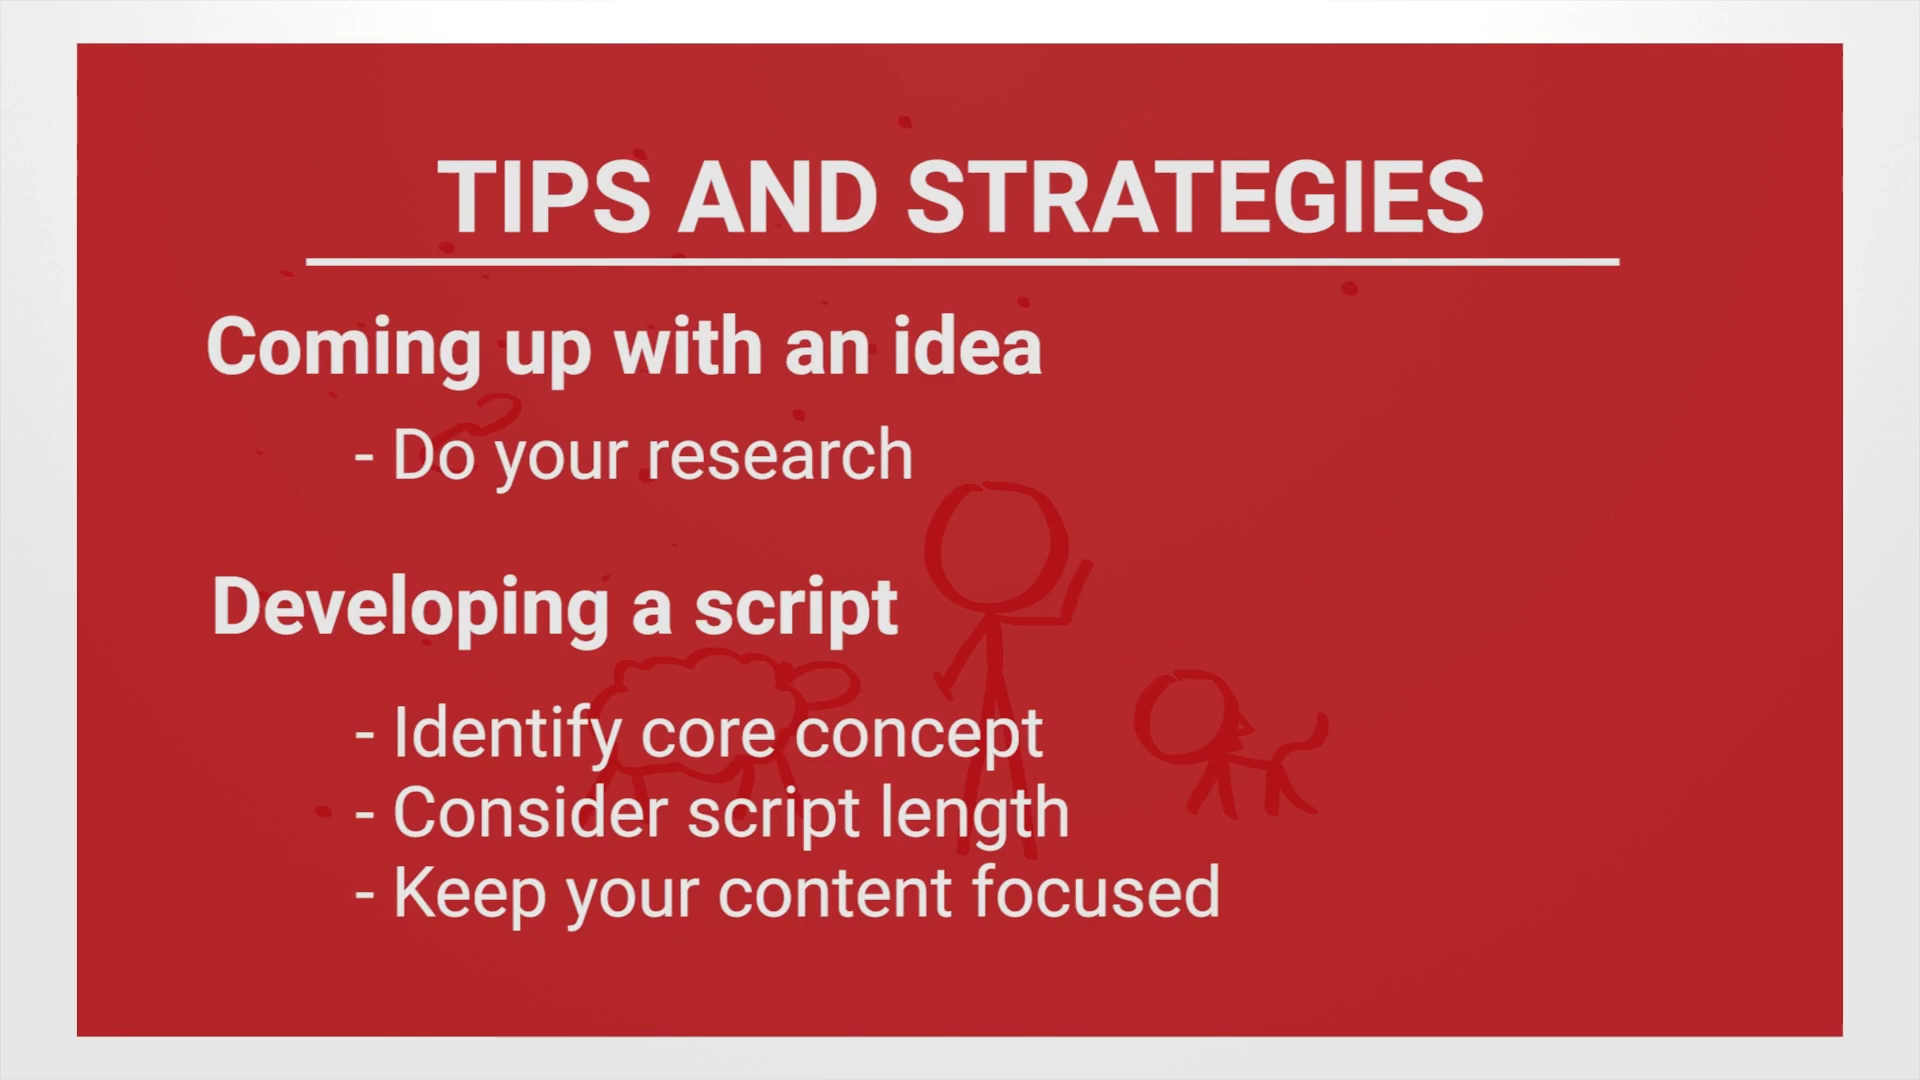 TIPS AND STRATEGIES
Coming up with an idea
- Do your research
Developing a script
- Identify core concept
- Consider script length
- Keep your content focused